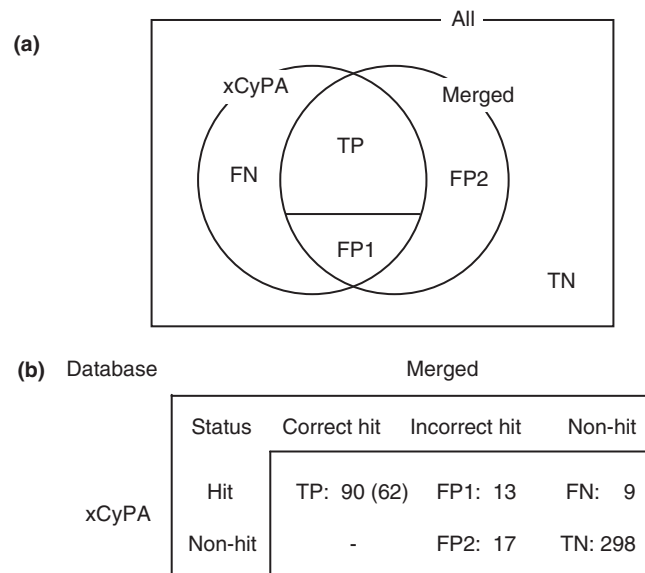 All
(a)
xCyPA
Merged
TP
FN
FP2
FP1
TN
(b) Database Merged
Status Correct hit Incorrect hit Non-hit
Hit TP: 90 (62) FP1: 13 FN: 9
xCyPA
Non-hit - FP2: 17 TN: 298